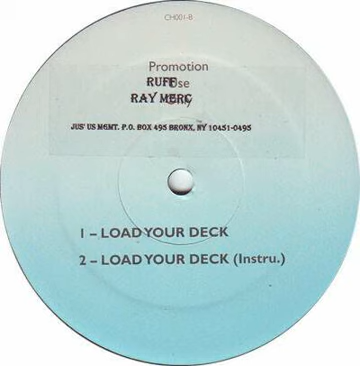 CH001-B
Promotion
RUFF Use
RAY MERC
JUS' US MGMT. P.O. BOX 495 BRONX, NY 10451-0495
1 – LOAD YOUR DECK
2 – LOAD YOUR DECK (Instru.)